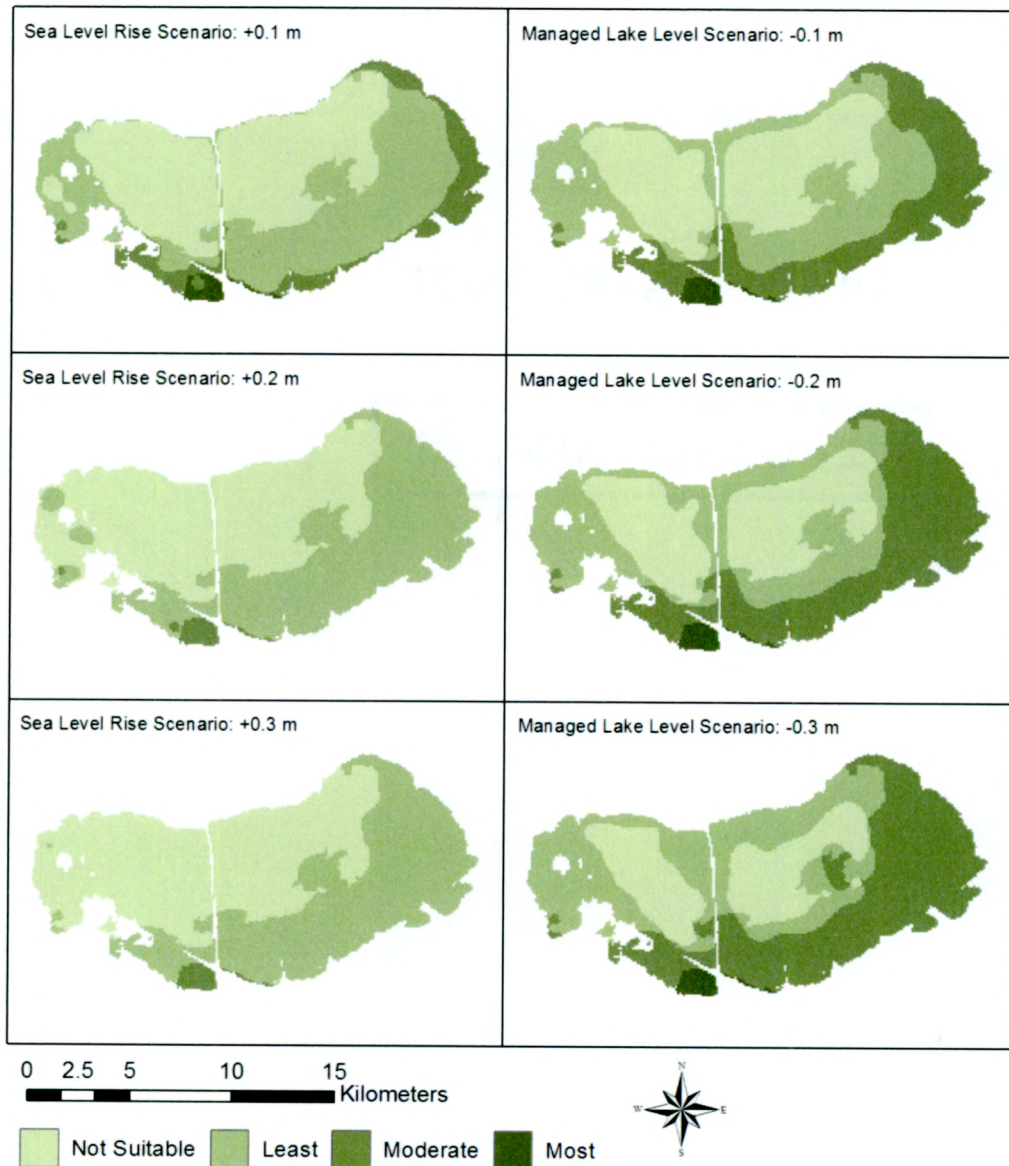 Sea Level Rise Scenario: +0.1 m
Managed Lake Level Scenario: -0.1 m
Sea Level Rise Scenario: +0.2 m
Managed Lake Level Scenario: -0.2 m
Sea Level Rise Scenario: +0.3 m
Managed Lake Level Scenario: -0.3 m
0 2.5 5 10 15
Kilometers
N
W E
S
Not Suitable Least Moderate Most